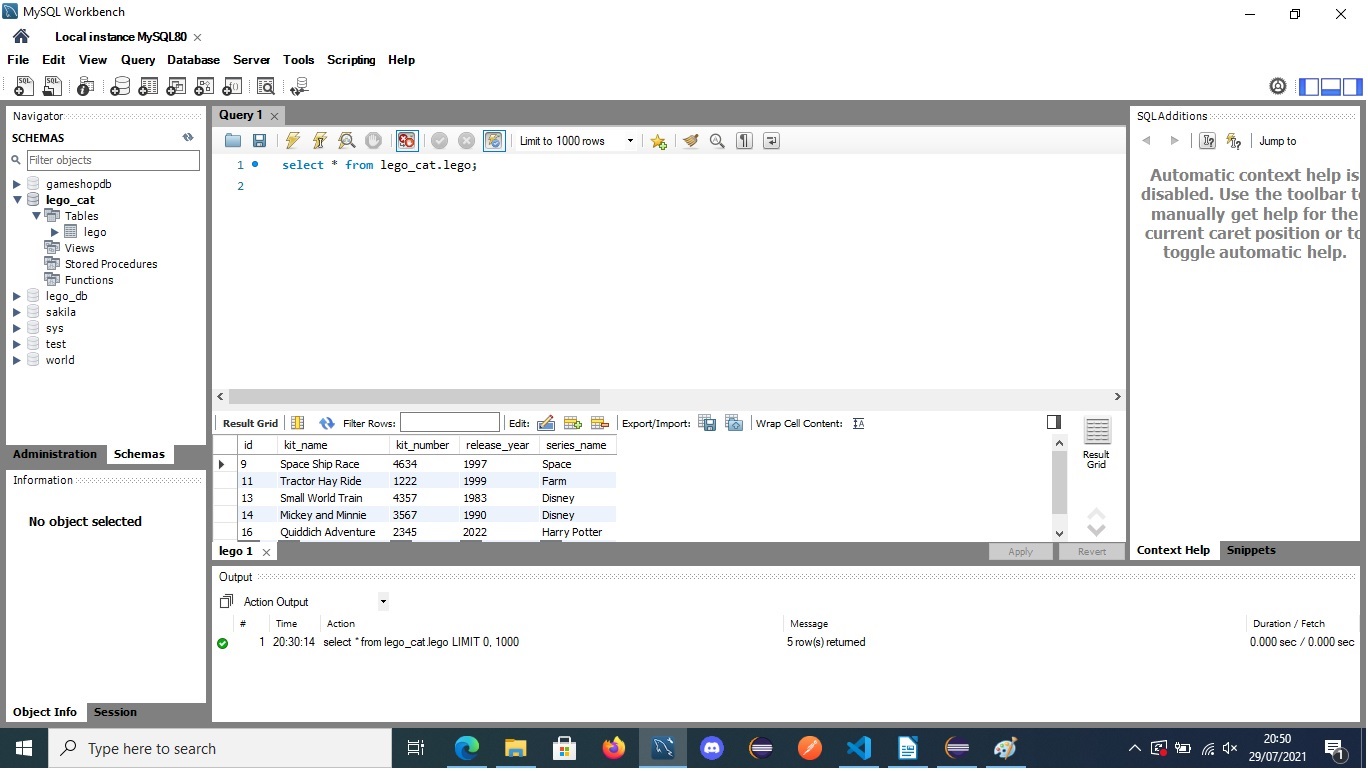 MySQL Workbench
Local instance MySQL80
File Edit View Query Database Server Tools Scripting Help
Navigator
SCHEMAS
Filter objects
gameshopdb
lego_cat
Tables
lego
Views
Stored Procedures
Functions
lego_db
sakila
sys
test
world
Administration Schemas
Information
No object selected
Object Info Session
Query 1
Limit to 1000 rows
1 select * from lego_cat.lego;
2
Result Grid Filter Rows: Edit: Export/Import: Wrap Cell Content:
id kit_name kit_number release_year series_name
9 Space Ship Race 4634 1997 Space
11 Tractor Hay Ride 1222 1999 Farm
13 Small World Train 4357 1983 Disney
14 Mickey and Minnie 3567 1990 Disney
16 Quiddich Adventure 2345 2022 Harry Potter
Result
Grid
lego 1
Apply Revert
SQLAdditions
Jump to
Automatic context help is
disabled. Use the toolbar to
manually get help for the
current caret position or to
toggle automatic help.
Context Help Snippets
Output
Action Output
# Time Action Message Duration / Fetch
1 20:30:14 select * from lego_cat.lego LIMIT 0, 1000 5 row(s) returned 0.000 sec / 0.000 sec
Type here to search
20:50
29/07/2021
1